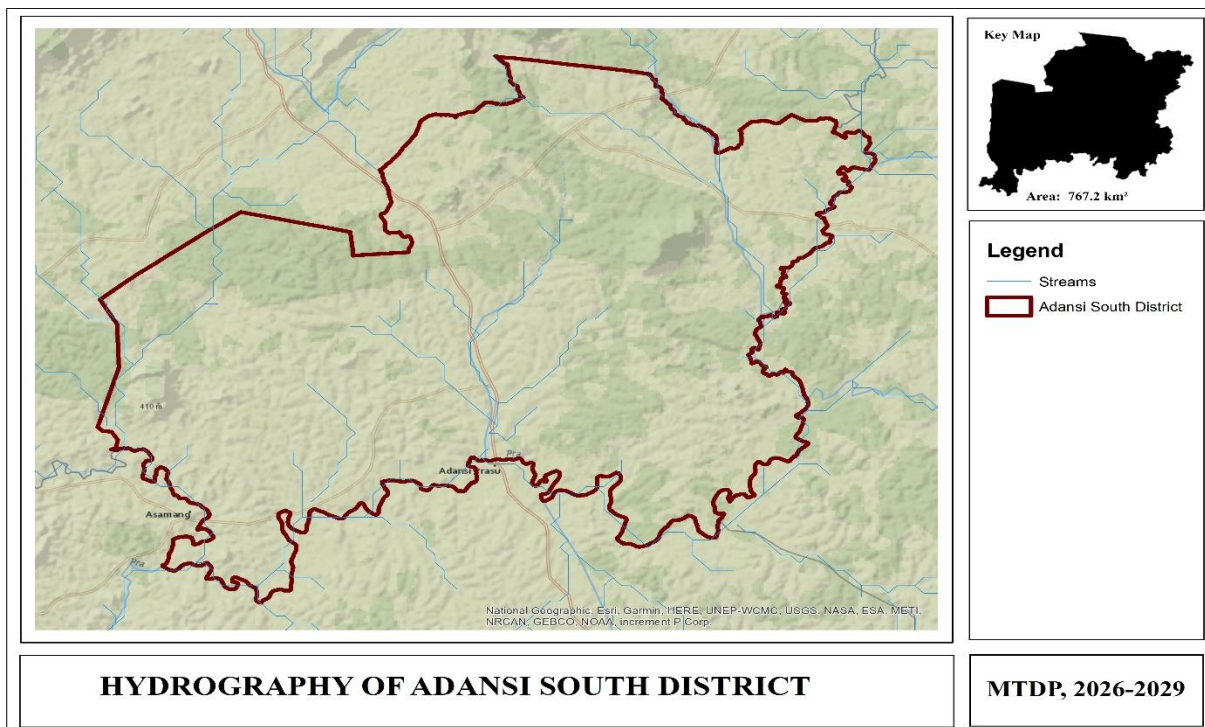 Key Map
Area: 767.2 km²
Legend
Streams
Adansi South District
410 m
Pra
Adansi Prasu
Asamang
Pra
National Geographic, Esri, Garmin, HERE, UNEP-WCMC, USGS, NASA, ESA, METI,
NRCAN, GEBCO, NOAA, increment P Corp.
HYDROGRAPHY OF ADANSI SOUTH DISTRICT
MTDP, 2026-2029